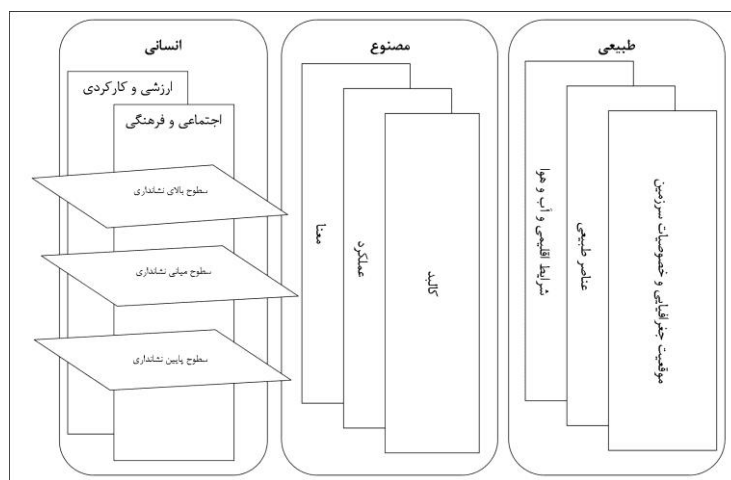 طبیعی
موقعیت جغرافیایی و خصوصیات سرزمین
عناصر طبیعی
شرایط اقلیمی و آب و هوا
مصنوع
کالبد
عملکرد
معنا
انسانی
ارزشی و کارکردی
اجتماعی و فرهنگی
سطوح بالای نشانداری
سطوح میانی نشانداری
سطوح پایین نشانداری